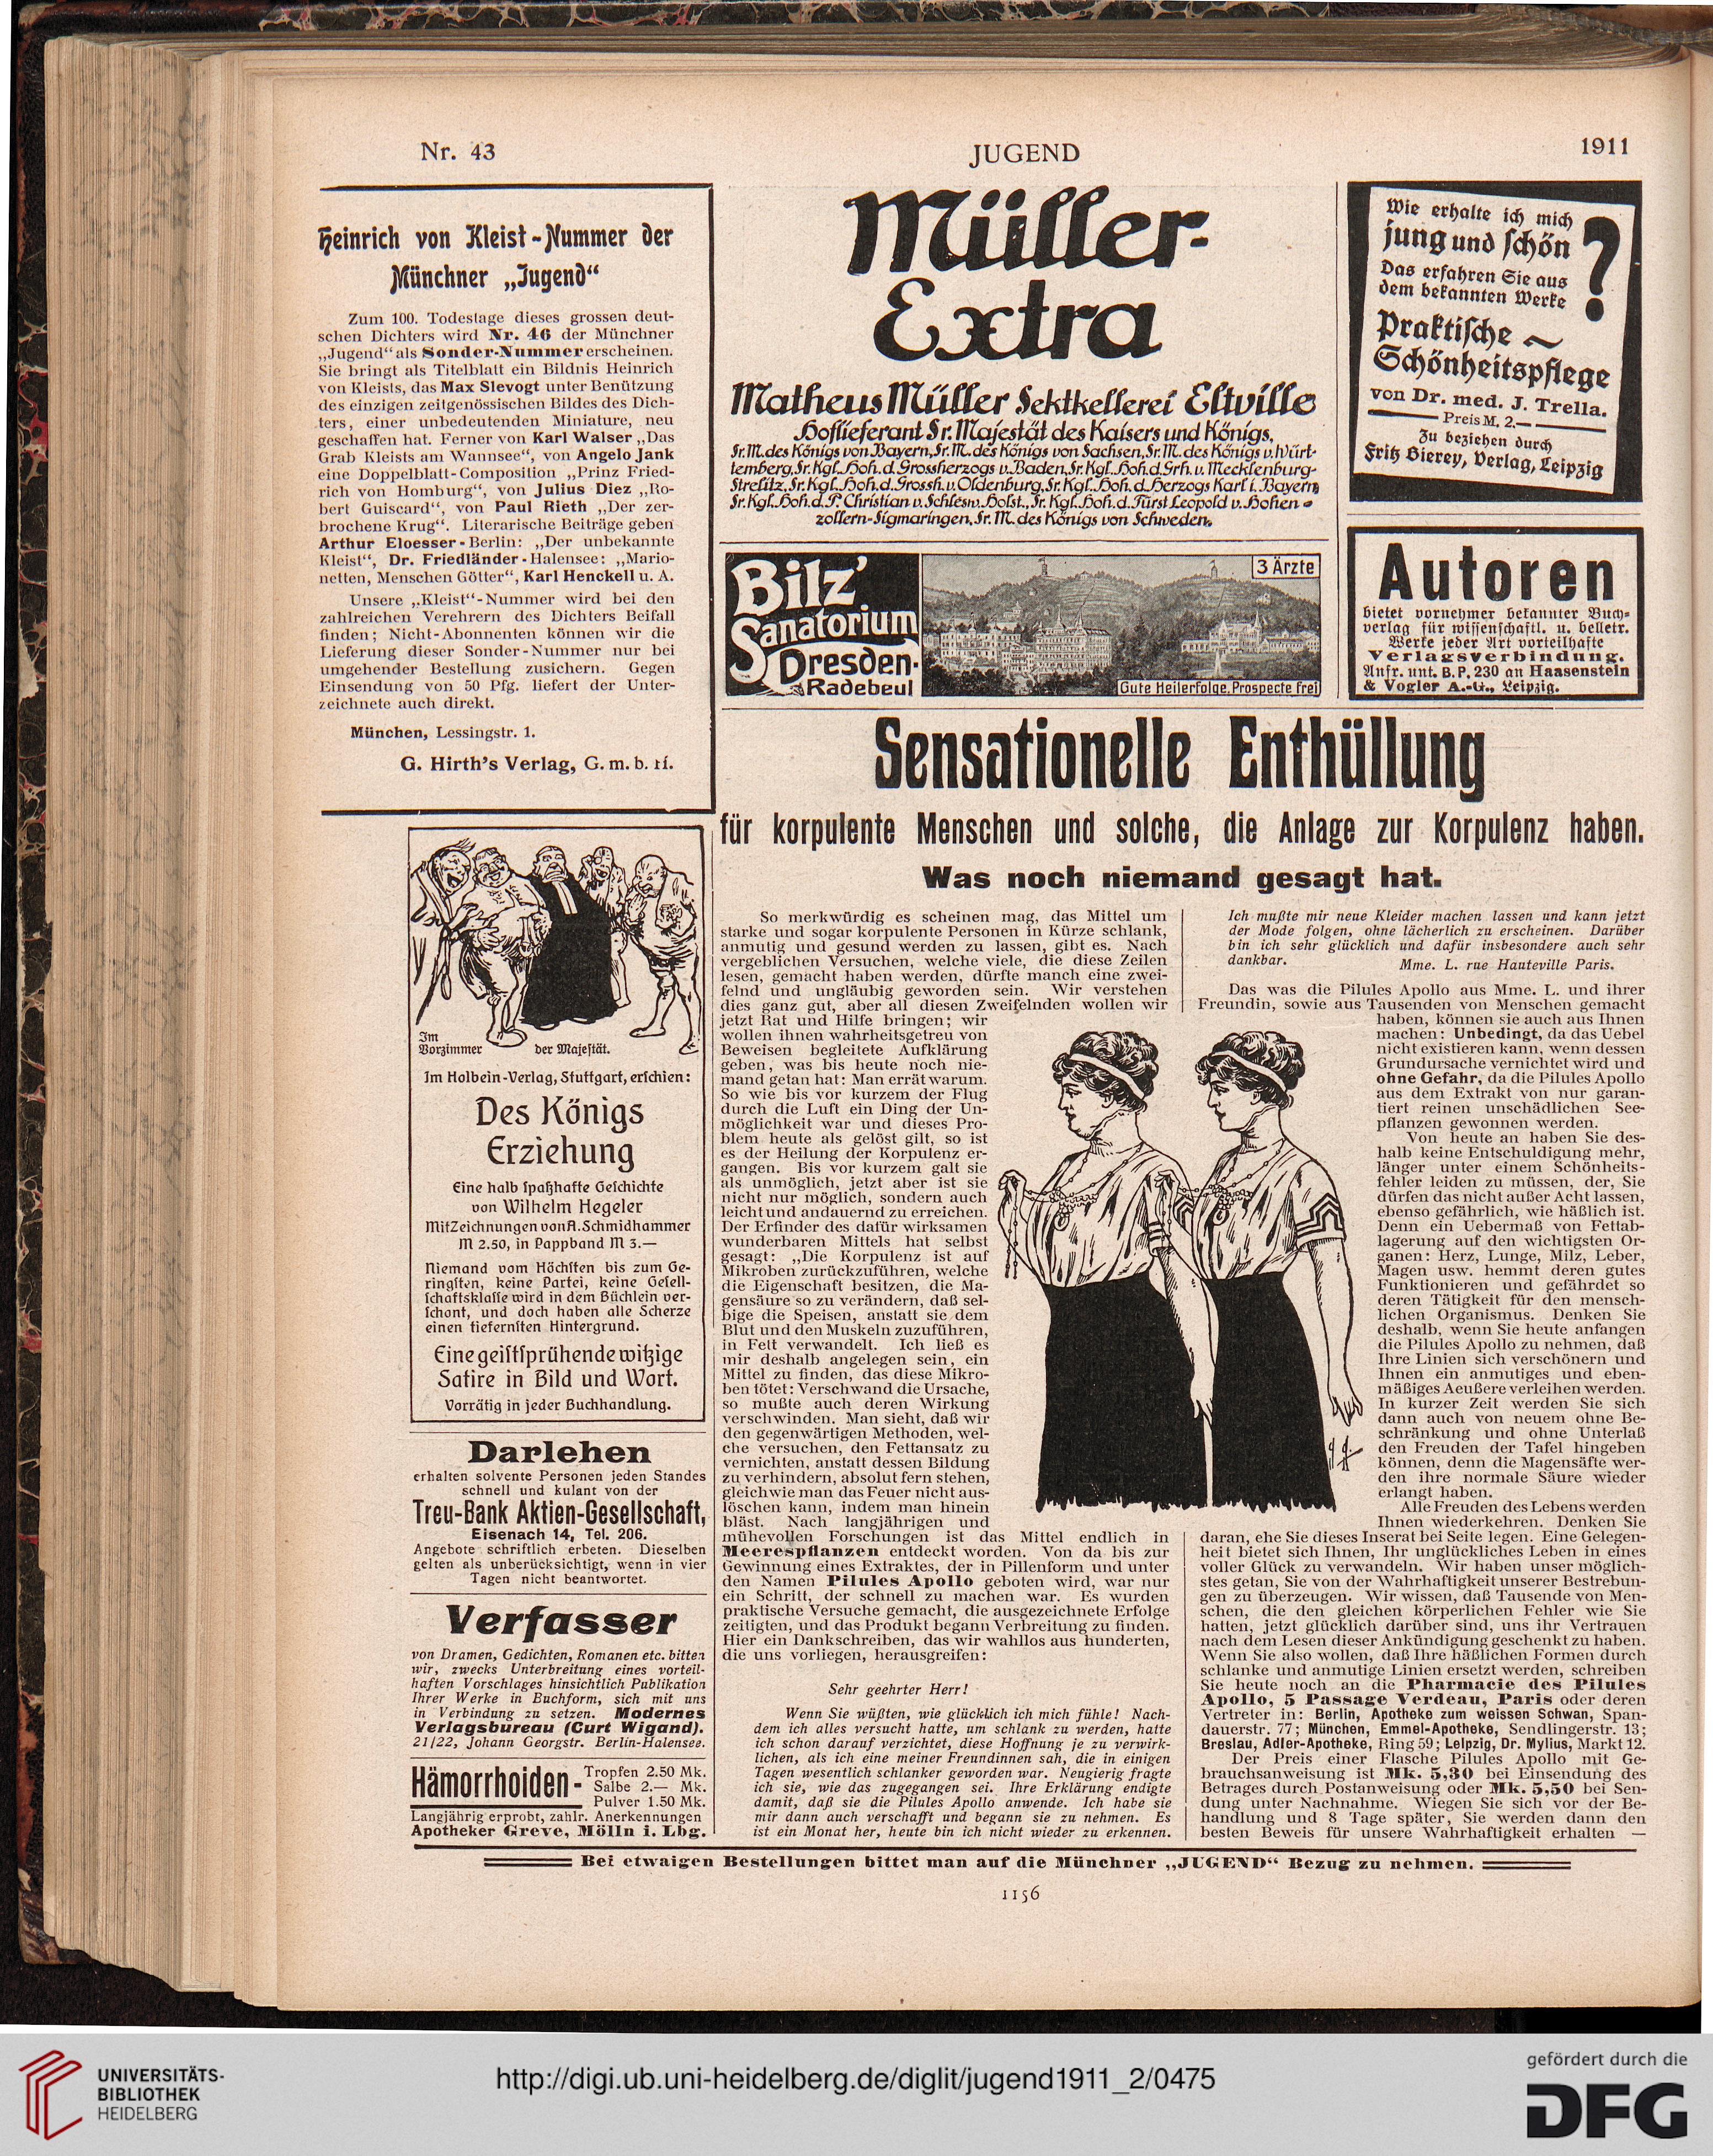 Nr. 43
JUGEND
1911
Heinrich von Kleist-Nummer der
Münchner „Jugend“
Zum 100. Todestage dieses grossen deut-
schen Dichters wird Nr. 46 der Münchner
„Jugend“ als Sonder-Nummer erscheinen.
Sie bringt als Titelblatt ein Bildnis Heinrich
von Kleists, das Max Slevogt unter Benützung
des einzigen zeitgenössischen Bildes des Dich-
ters, einer unbedeutenden Miniature, neu
geschaffen hat. Ferner von Karl Walser „Das
Grab Kleists am Wannsee“, von Angelo Jank
eine Doppelblatt-Composition „Prinz Fried-
rich von Homburg“, von Julius Diez „Ro-
bert Guiscard“, von Paul Rieth „Der zer-
brochene Krug“. Literarische Beiträge geben
Arthur Eloesser-Berlin: „Der unbekannte
Kleist“, Dr. Friedländer-Halensee: „Mario-
netten, Menschen Götter“, Karl Henckell u. A.
Unsere „Kleist“-Nummer wird bei den
zahlreichen Verehrern des Dichters Beifall
finden; Nicht-Abonnenten können wir die
Lieferung dieser Sonder-Nummer nur bei
umgehender Bestellung zusichern. Gegen
Einsendung von 50 Pfg. liefert der Unter-
zeichnete auch direkt.
München, Lessingstr. 1.
G. Hirth's Verlag, G. m. b. H.
Müller-
Extra
Matheus Müller Sektkellerei Eltville
Hoflieferant Sr. Majestät des Kaisers und Königs,
Sr. M. des Königs von Bayern, Sr. M. des Königs von Sachsen, Sr. M. des Königs v. Würt-
temberg, Sr. Kgl. Hoh. d. Grossherzogs v. Baden, Sr. Kgl. Hoh. d. Grh. v. Mecklenburg-
Strelitz, Sr. Kgl. Hoh. d. Grossh. v. Oldenburg, Sr. Kgl. Hoh. d. Herzogs Karl i. Bayern,
Sr. Kgl. Hoh. d. P. Christian v. Schlesw. Holst., Sr. Kgl. Hoh. d. Fürst Leopold v. Hohen-
zollern-Sigmaringen, Sr. M. des Königs von Schweden.
Wie erhalte ich mich
jung und schön
?
Das erfahren Sie aus
dem bekannten Werke
Praktische
Schönheitspflege
von Dr. med. J. Trella.
Preis M. 2.—
Zu beziehen durch
Fritz Bierey, Verlag, Leipzig
Bilz'
Sanatorium
Dresden-
Radebeul
3 Ärzte
Gute Heilerfolge. Prospecte frei
Autoren
bietet vornehmer bekannter Buch-
verlag für wissenschaftl. u. belletr.
Werke jeder Art vorteilhafte
Verlagsverbindung.
Anfr. unt. B. P. 230 an Haasenstein
& Vogler A.-G., Leipzig.
Im
Vorzimmer der Majestät.
Im Holbein-Verlag, Stuttgart, erschien:
Des Königs
Erziehung
Eine halb spaßhafte Geschichte
von Wilhelm Hegeler
Mit Zeichnungen von A. Schmidhammer
M 2.50, in Pappband M 3.—
Niemand vom Höchsten bis zum Ge-
ringsten, keine Partei, keine Gesell-
schaftsklasse wird in dem Büchlein ver-
schont, und doch haben alle Scherze
einen tiefernsten Hintergrund.
Eine geistsprühende witzige
Satire in Bild und Wort.
Vorrätig in jeder Buchhandlung.
Darlehen
erhalten solvente Personen jeden Standes
schnell und kulant von der
Treu-Bank Aktien-Gesellschaft,
Eisenach 14, Tel. 206.
Angebote schriftlich erbeten. Dieselben
gelten als unberücksichtigt, wenn in vier
Tagen nicht beantwortet.
Verfasser
von Dramen, Gedichten, Romanen etc. bitten
wir, zwecks Unterbreitung eines vorteil-
haften Vorschlages hinsichtlich Publikation
Ihrer Werke in Buchform, sich mit uns
in Verbindung zu setzen. Modernes
Verlagsbureau (Curt Wigand).
21/22, Johann Georgstr. Berlin-Halensee.
Hämorrhoiden-
Tropfen 2.50 Mk.
Salbe 2.— Mk.
Pulver 1.50 Mk.
Langjährig erprobt, zahlr. Anerkennungen
Apotheker Greve, Mölln i. Lbg.
Sensationelle Enthüllung
für korpulente Menschen und solche, die Anlage zur Korpulenz haben.
Was noch niemand gesagt hat.
So merkwürdig es scheinen mag, das Mittel um
starke und sogar korpulente Personen in Kürze schlank,
anmutig und gesund werden zu lassen, gibt es. Nach
vergeblichen Versuchen, welche viele, die diese Zeilen
lesen, gemacht haben werden, dürfte manch eine zwei-
felnd und ungläubig geworden sein. Wir verstehen
dies ganz gut, aber all diesen Zweifelnden wollen wir
jetzt Rat und Hilfe bringen; wir
wollen ihnen wahrheitsgetreu von
Beweisen begleitete Aufklärung
geben, was bis heute noch nie-
mand getan hat: Man errät warum.
So wie bis vor kurzem der Flug
durch die Luft ein Ding der Un-
möglichkeit war und dieses Pro-
blem heute als gelöst gilt, so ist
es der Heilung der Korpulenz er-
gangen. Bis vor kurzem galt sie
als unmöglich, jetzt aber ist sie
nicht nur möglich, sondern auch
leicht und andauernd zu erreichen.
Der Erfinder des dafür wirksamen
wunderbaren Mittels hat selbst
gesagt: „Die Korpulenz ist auf
Mikroben zurückzuführen, welche
die Eigenschaft besitzen, die Ma-
gensäure so zu verändern, daß sel-
bige die Speisen, anstatt sie dem
Blut und den Muskeln zuzuführen,
in Fett verwandelt. Ich ließ es
mir deshalb angelegen sein, ein
Mittel zu finden, das diese Mikro-
ben tötet: Verschwand die Ursache,
so mußte auch deren Wirkung
verschwinden. Man sieht, daß wir
den gegenwärtigen Methoden, wel-
che versuchen, den Fettansatz zu
vernichten, anstatt dessen Bildung
zu verhindern, absolut fern stehen,
gleichwie man das Feuer nicht aus-
löschen kann, indem man hinein
bläst. Nach langjährigen und
mühevollen Forschungen ist das Mittel endlich in
Meerespflanzen entdeckt worden. Von da bis zur
Gewinnung eines Extraktes, der in Pillenform und unter
den Namen Pilules Apollo geboten wird, war nur
ein Schritt, der schnell zu machen war. Es wurden
praktische Versuche gemacht, die ausgezeichnete Erfolge
zeitigten, und das Produkt begann Verbreitung zu finden.
Hier ein Dankschreiben, das wir wahllos aus hunderten,
die uns vorliegen, herausgreifen:
Sehr geehrter Herr!
Wenn Sie wüßten, wie glücklich ich mich fühle! Nach-
dem ich alles versucht hatte, um schlank zu werden, hatte
ich schon darauf verzichtet, diese Hoffnung je zu verwirk-
lichen, als ich eine meiner Freundinnen sah, die in einigen
Tagen wesentlich schlanker geworden war. Neugierig fragte
ich sie, wie das zugegangen sei. Ihre Erklärung endigte
damit, daß sie die Pilules Apollo anwende. Ich habe sie
mir dann auch verschafft und begann sie zu nehmen. Es
ist ein Monat her, heute bin ich nicht wieder zu erkennen.
Ich mußte mir neue Kleider machen lassen und kann jetzt
der Mode folgen, ohne lächerlich zu erscheinen. Darüber
bin ich sehr glücklich und dafür insbesondere auch sehr
dankbar. Mme. L. rue Hauteville Paris.
Das was die Pilules Apollo aus Mme. L. und ihrer
Freundin, sowie aus Tausenden von Menschen gemacht
haben, können sie auch aus Ihnen
machen: Unbedingt, da das Uebel
nicht existieren kann, wenn dessen
Grundursache vernichtet wird und
ohne Gefahr, da die Pilules Apollo
aus dem Extrakt von nur garan-
tiert reinen unschädlichen See-
pflanzen gewonnen werden.
Von heute an haben Sie des-
halb keine Entschuldigung mehr,
länger unter einem Schönheits-
fehler leiden zu müssen, der, Sie
dürfen das nicht außer Acht lassen,
ebenso gefährlich, wie häßlich ist.
Denn ein Uebermaß von Fettab-
lagerung auf den wichtigsten Or-
ganen: Herz, Lunge, Milz, Leber,
Magen usw. hemmt deren gutes
Funktionieren und gefährdet so
deren Tätigkeit für den mensch-
lichen Organismus. Denken Sie
deshalb, wenn Sie heute anfangen
die Pilules Apollo zu nehmen, daß
Ihre Linien sich verschönern und
Ihnen ein anmutiges und eben-
mäßiges Aeußere verleihen werden.
In kurzer Zeit werden Sie sich
dann auch von neuem ohne Be-
schränkung und ohne Unterlaß
den Freuden der Tafel hingeben
können, denn die Magensäfte wer-
den ihre normale Säure wieder
erlangt haben.
Alle Freuden des Lebens werden
Ihnen wiederkehren. Denken Sie
daran, ehe Sie dieses Inserat bei Seite legen. Eine Gelegen-
heit bietet sich Ihnen, Ihr unglückliches Leben in eines
voller Glück zu verwandeln. Wir haben unser möglich-
stes getan, Sie von der Wahrhaftigkeit unserer Bestrebun-
gen zu überzeugen. Wir wissen, daß Tausende von Men-
schen, die den gleichen körperlichen Fehler wie Sie
hatten, jetzt glücklich darüber sind, uns ihr Vertrauen
nach dem Lesen dieser Ankündigung geschenkt zu haben.
Wenn Sie also wollen, daß Ihre häßlichen Formen durch
schlanke und anmutige Linien ersetzt werden, schreiben
Sie heute noch an die Pharmacie des Pilules
Apollo, 5 Passage Verdeau, Paris oder deren
Vertreter in: Berlin, Apotheke zum weissen Schwan, Span-
dauerstr. 77; München, Emmel-Apotheke, Sendlingerstr. 13;
Breslau, Adler-Apotheke, Ring 59; Leipzig, Dr. Mylius, Markt 12.
Der Preis einer Flasche Pilules Apollo mit Ge-
brauchsanweisung ist Mk. 5,30 bei Einsendung des
Betrages durch Postanweisung oder Mk. 5,50 bei Sen-
dung unter Nachnahme. Wiegen Sie sich vor der Be-
handlung und 8 Tage später, Sie werden dann den
besten Beweis für unsere Wahrhaftigkeit erhalten —
Bei etwaigen Bestellungen bittet man auf die Münchner „JUGEND“ Bezug zu nehmen.
1156
UNIVERSITÄTS-
BIBLIOTHEK
HEIDELBERG
http://digi.ub.uni-heidelberg.de/diglit/jugend1911_2/0475
gefördert durch die
DFG